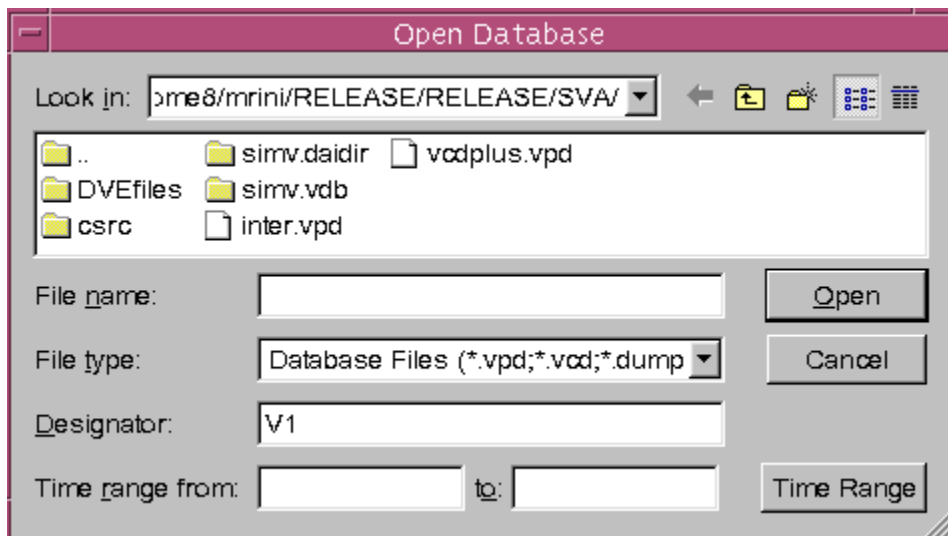 Open Database
Look in: ome8/mrini/RELEASE/RELEASE/SVA/
.. simv.daidir vcdplus.vpd
DVEfiles simv.vdb
csrc inter.vpd
File name: Open
File type: Database Files (*.vpd;*.vcd;*.dump Cancel
Designator: V1
Time range from: to: Time Range